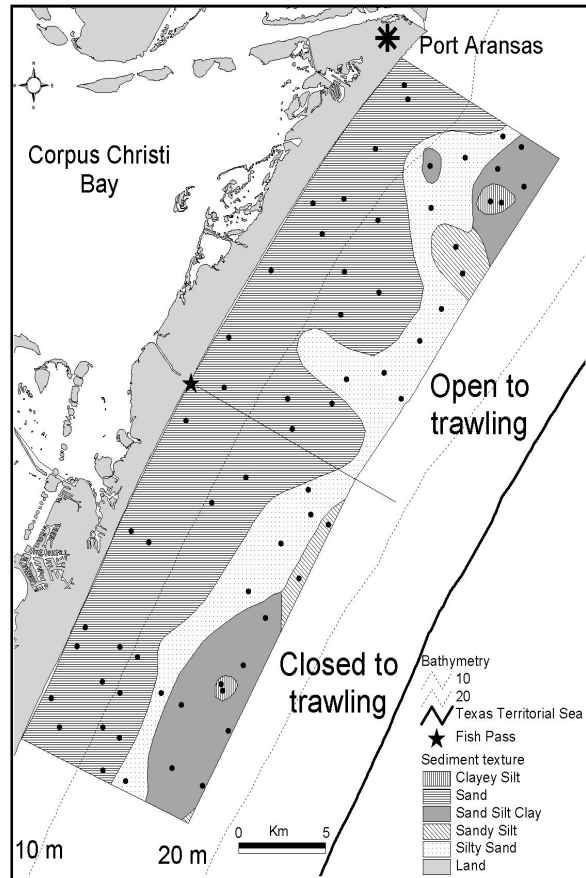 Port Aransas
Corpus Christi
Bay
Open to
trawling
Closed to
trawling
Bathymetry
10
20
Texas Territorial Sea
Fish Pass
Sediment texture
Clayey Silt
Sand
Sand Silt Clay
Sandy Silt
Silty Sand
Land
0 Km 5
10 m
20 m